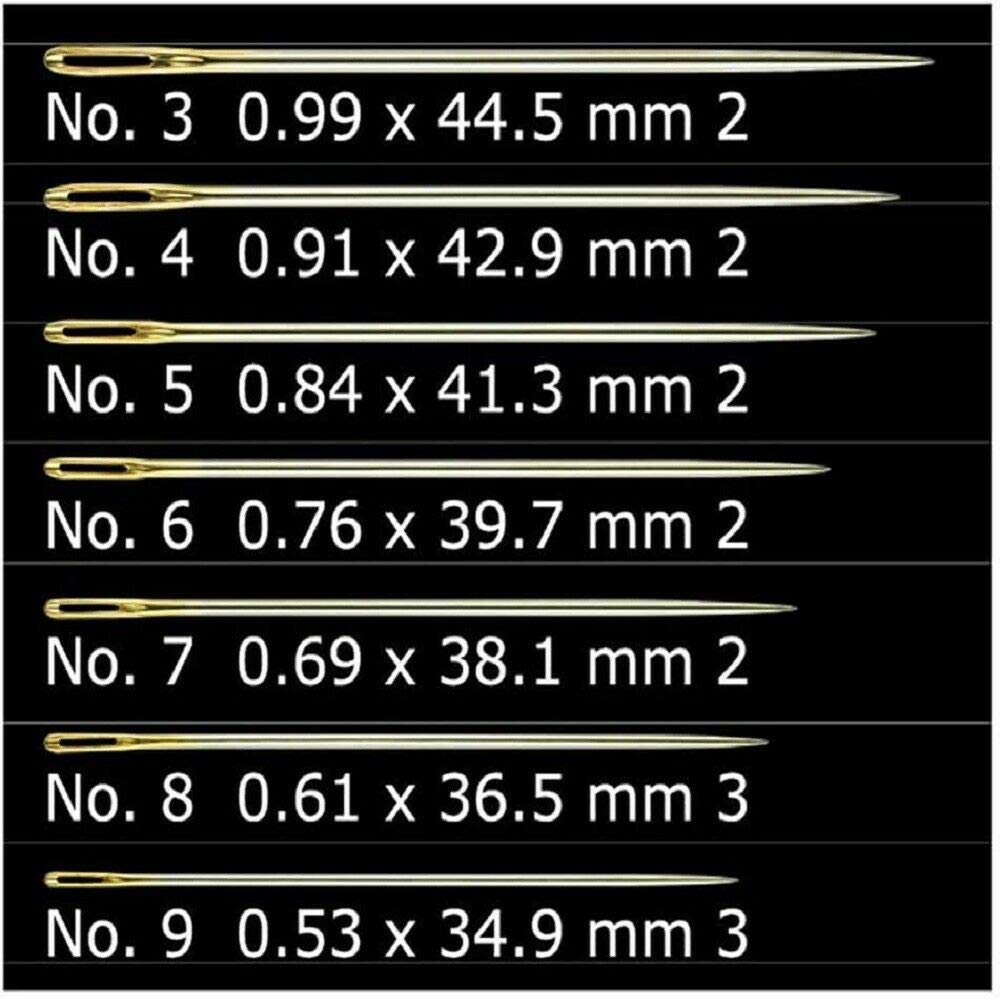 No. 3 0.99 x 44.5 mm 2
No. 4 0.91 x 42.9 mm 2
No. 5 0.84 x 41.3 mm 2
No. 6 0.76 x 39.7 mm 2
No. 7 0.69 x 38.1 mm 2
No. 8 0.61 x 36.5 mm 3
No. 9 0.53 x 34.9 mm 3